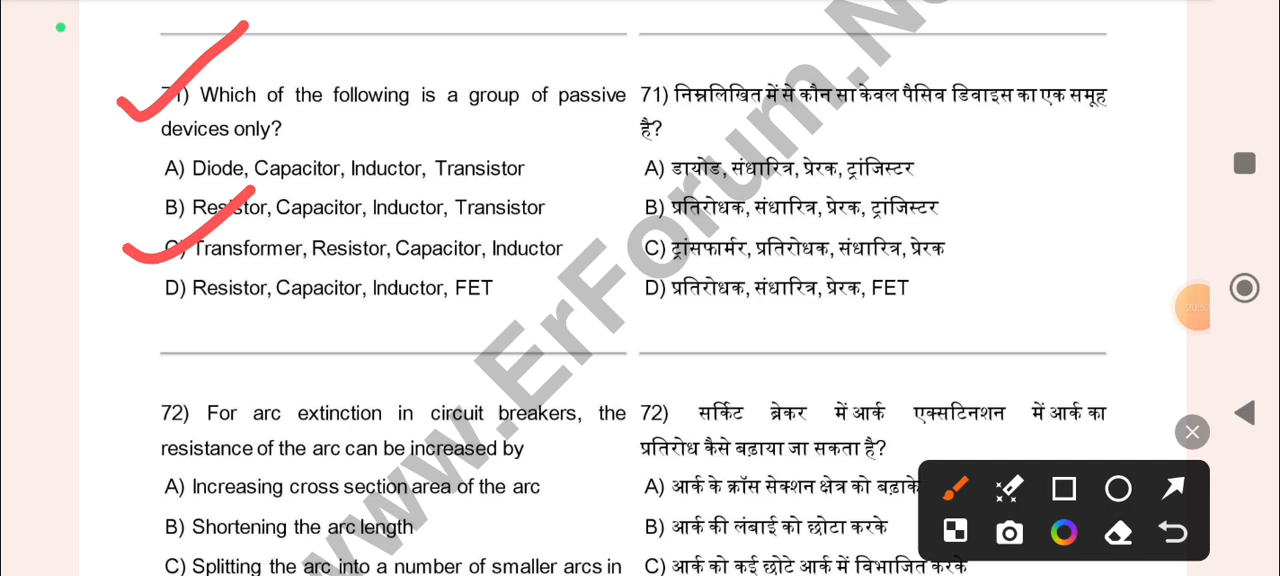 71) Which of the following is a group of passive
devices only?
A) Diode, Capacitor, Inductor, Transistor
B) Resistor, Capacitor, Inductor, Transistor
C) Transformer, Resistor, Capacitor, Inductor
D) Resistor, Capacitor, Inductor, FET
71) निम्नलिखित में से कौन सा केवल पैसिव डिवाइस का एक समूह
है?
A) डायोड, संधारित्र, प्रेरक, ट्रांजिस्टर
B) प्रतिरोधक, संधारित्र, प्रेरक, ट्रांजिस्टर
C) ट्रांसफार्मर, प्रतिरोधक, संधारित्र, प्रेरक
D) प्रतिरोधक, संधारित्र, प्रेरक, FET
72) For arc extinction in circuit breakers, the
resistance of the arc can be increased by
A) Increasing cross section area of the arc
B) Shortening the arc length
C) Splitting the arc into a number of smaller arcs in
72) सर्किट ब्रेकर में आर्क एक्सटिनशन में आर्क का
प्रतिरोध कैसे बढ़ाया जा सकता है?
A) आर्क के क्रॉस सेक्शन क्षेत्र को बढ़ाके
B) आर्क की लंबाई को छोटा करके
C) आर्क को कई छोटे आर्क में विभाजित करके
www.ErForum.N